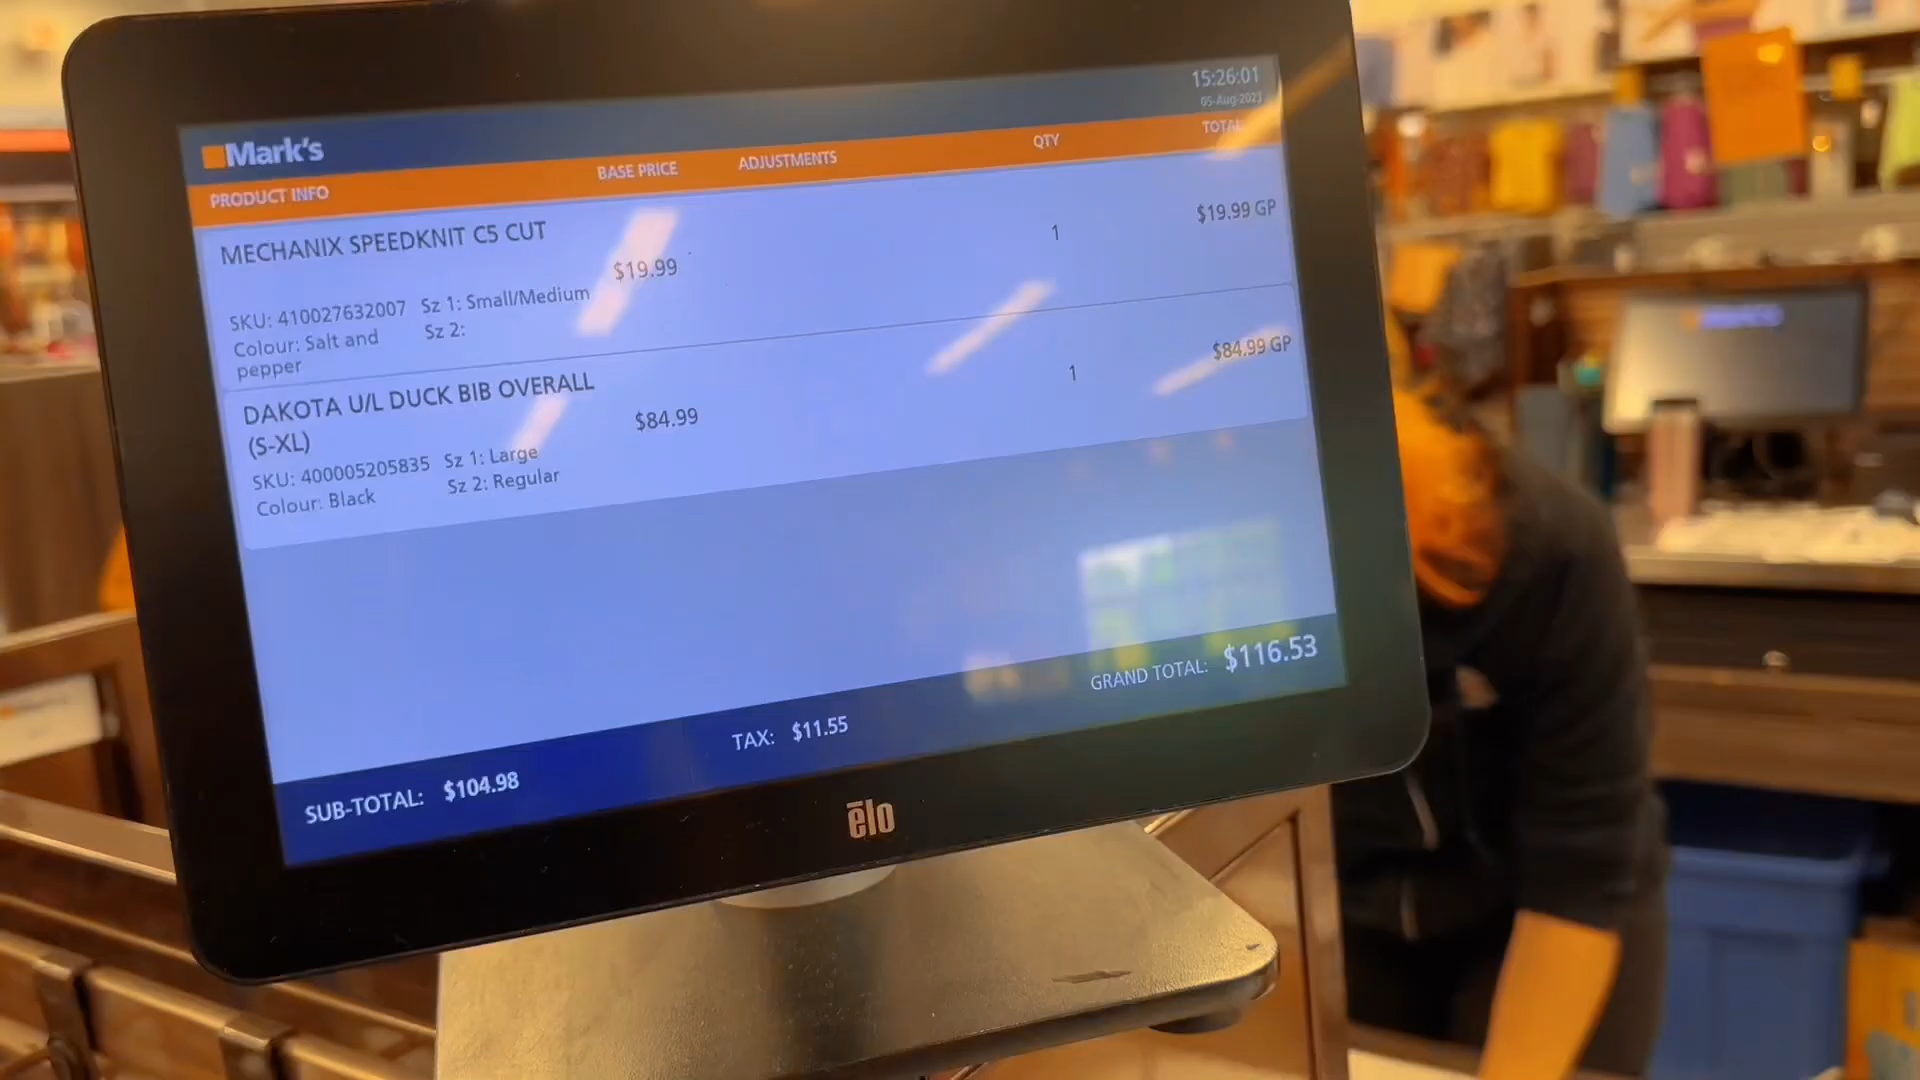 15:26:01
05-Aug-2023
Mark's
PRODUCT INFO BASE PRICE ADJUSTMENTS QTY TOTAL
MECHANIX SPEEDKNIT C5 CUT
$19.99 1 $19.99 GP
SKU: 410027632007 Sz 1: Small/Medium
Colour: Salt and Sz 2:
pepper
DAKOTA U/L DUCK BIB OVERALL
(S-XL)
$84.99 1 $84.99 GP
SKU: 400005205835 Sz 1: Large
Colour: Black Sz 2: Regular
SUB-TOTAL: $104.98 TAX: $11.55 GRAND TOTAL: $116.53
elo